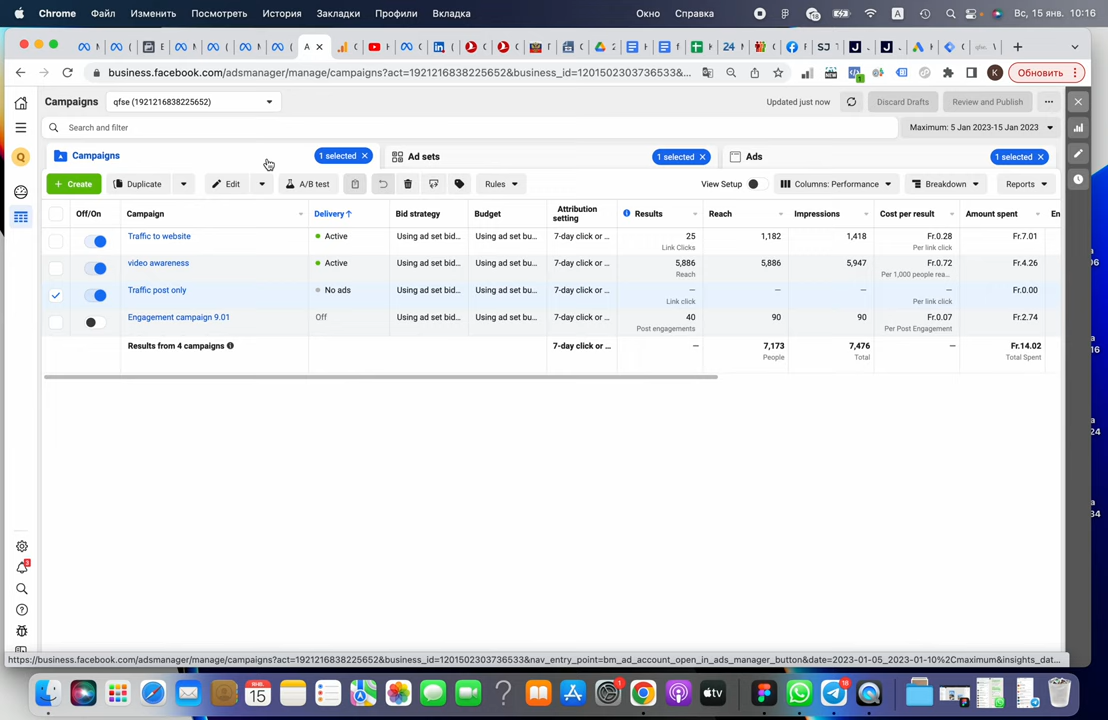 Chrome Файл Изменить Посмотреть История Закладки Профили Вкладка Окно Справка Вс, 15 янв. 10:16
business.facebook.com/adsmanager/manage/campaigns?act=1921216838225652&business_id=1201502303736533&... Обновить
Campaigns qfse (1921216838225652) Updated just now Discard Drafts Review and Publish
Search and filter Maximum: 5 Jan 2023-15 Jan 2023
Campaigns 1 selected Ad sets 1 selected Ads 1 selected
+ Create Duplicate Edit A/B test Rules View Setup Columns: Performance Breakdown Reports
Off/On Campaign Delivery ↑ Bid strategy Budget Attribution setting Results Reach Impressions Cost per result Amount spent En
Traffic to website Active Using ad set bid... Using ad set bu... 7-day click or ... 25 1,182 1,418 Fr.0.28 Fr.7.01
Link Clicks Per link click
video awareness Active Using ad set bid... Using ad set bu... 7-day click or ... 5,886 5,886 5,947 Fr.0.72 Fr.4.26
Reach Per 1,000 people rea...
Traffic post only No ads Using ad set bid... Using ad set bu... 7-day click or ... — — — — Fr.0.00
Link click Per link click
Engagement campaign 9.01 Off Using ad set bid... Using ad set bu... 7-day click or ... 40 90 90 Fr.0.07 Fr.2.74
Post engagements Per Post Engagement
Results from 4 campaigns 7-day click or ... — 7,173 7,476 — Fr.14.02
People Total Total Spent
https://business.facebook.com/adsmanager/manage/campaigns?act=1921216838225652&business_id=1201502303736533&nav_entry_point=bm_ad_account_open_in_ads_manager_button&date=2023-01-05_2023-01-10%2Cmaximum&insights_dat...